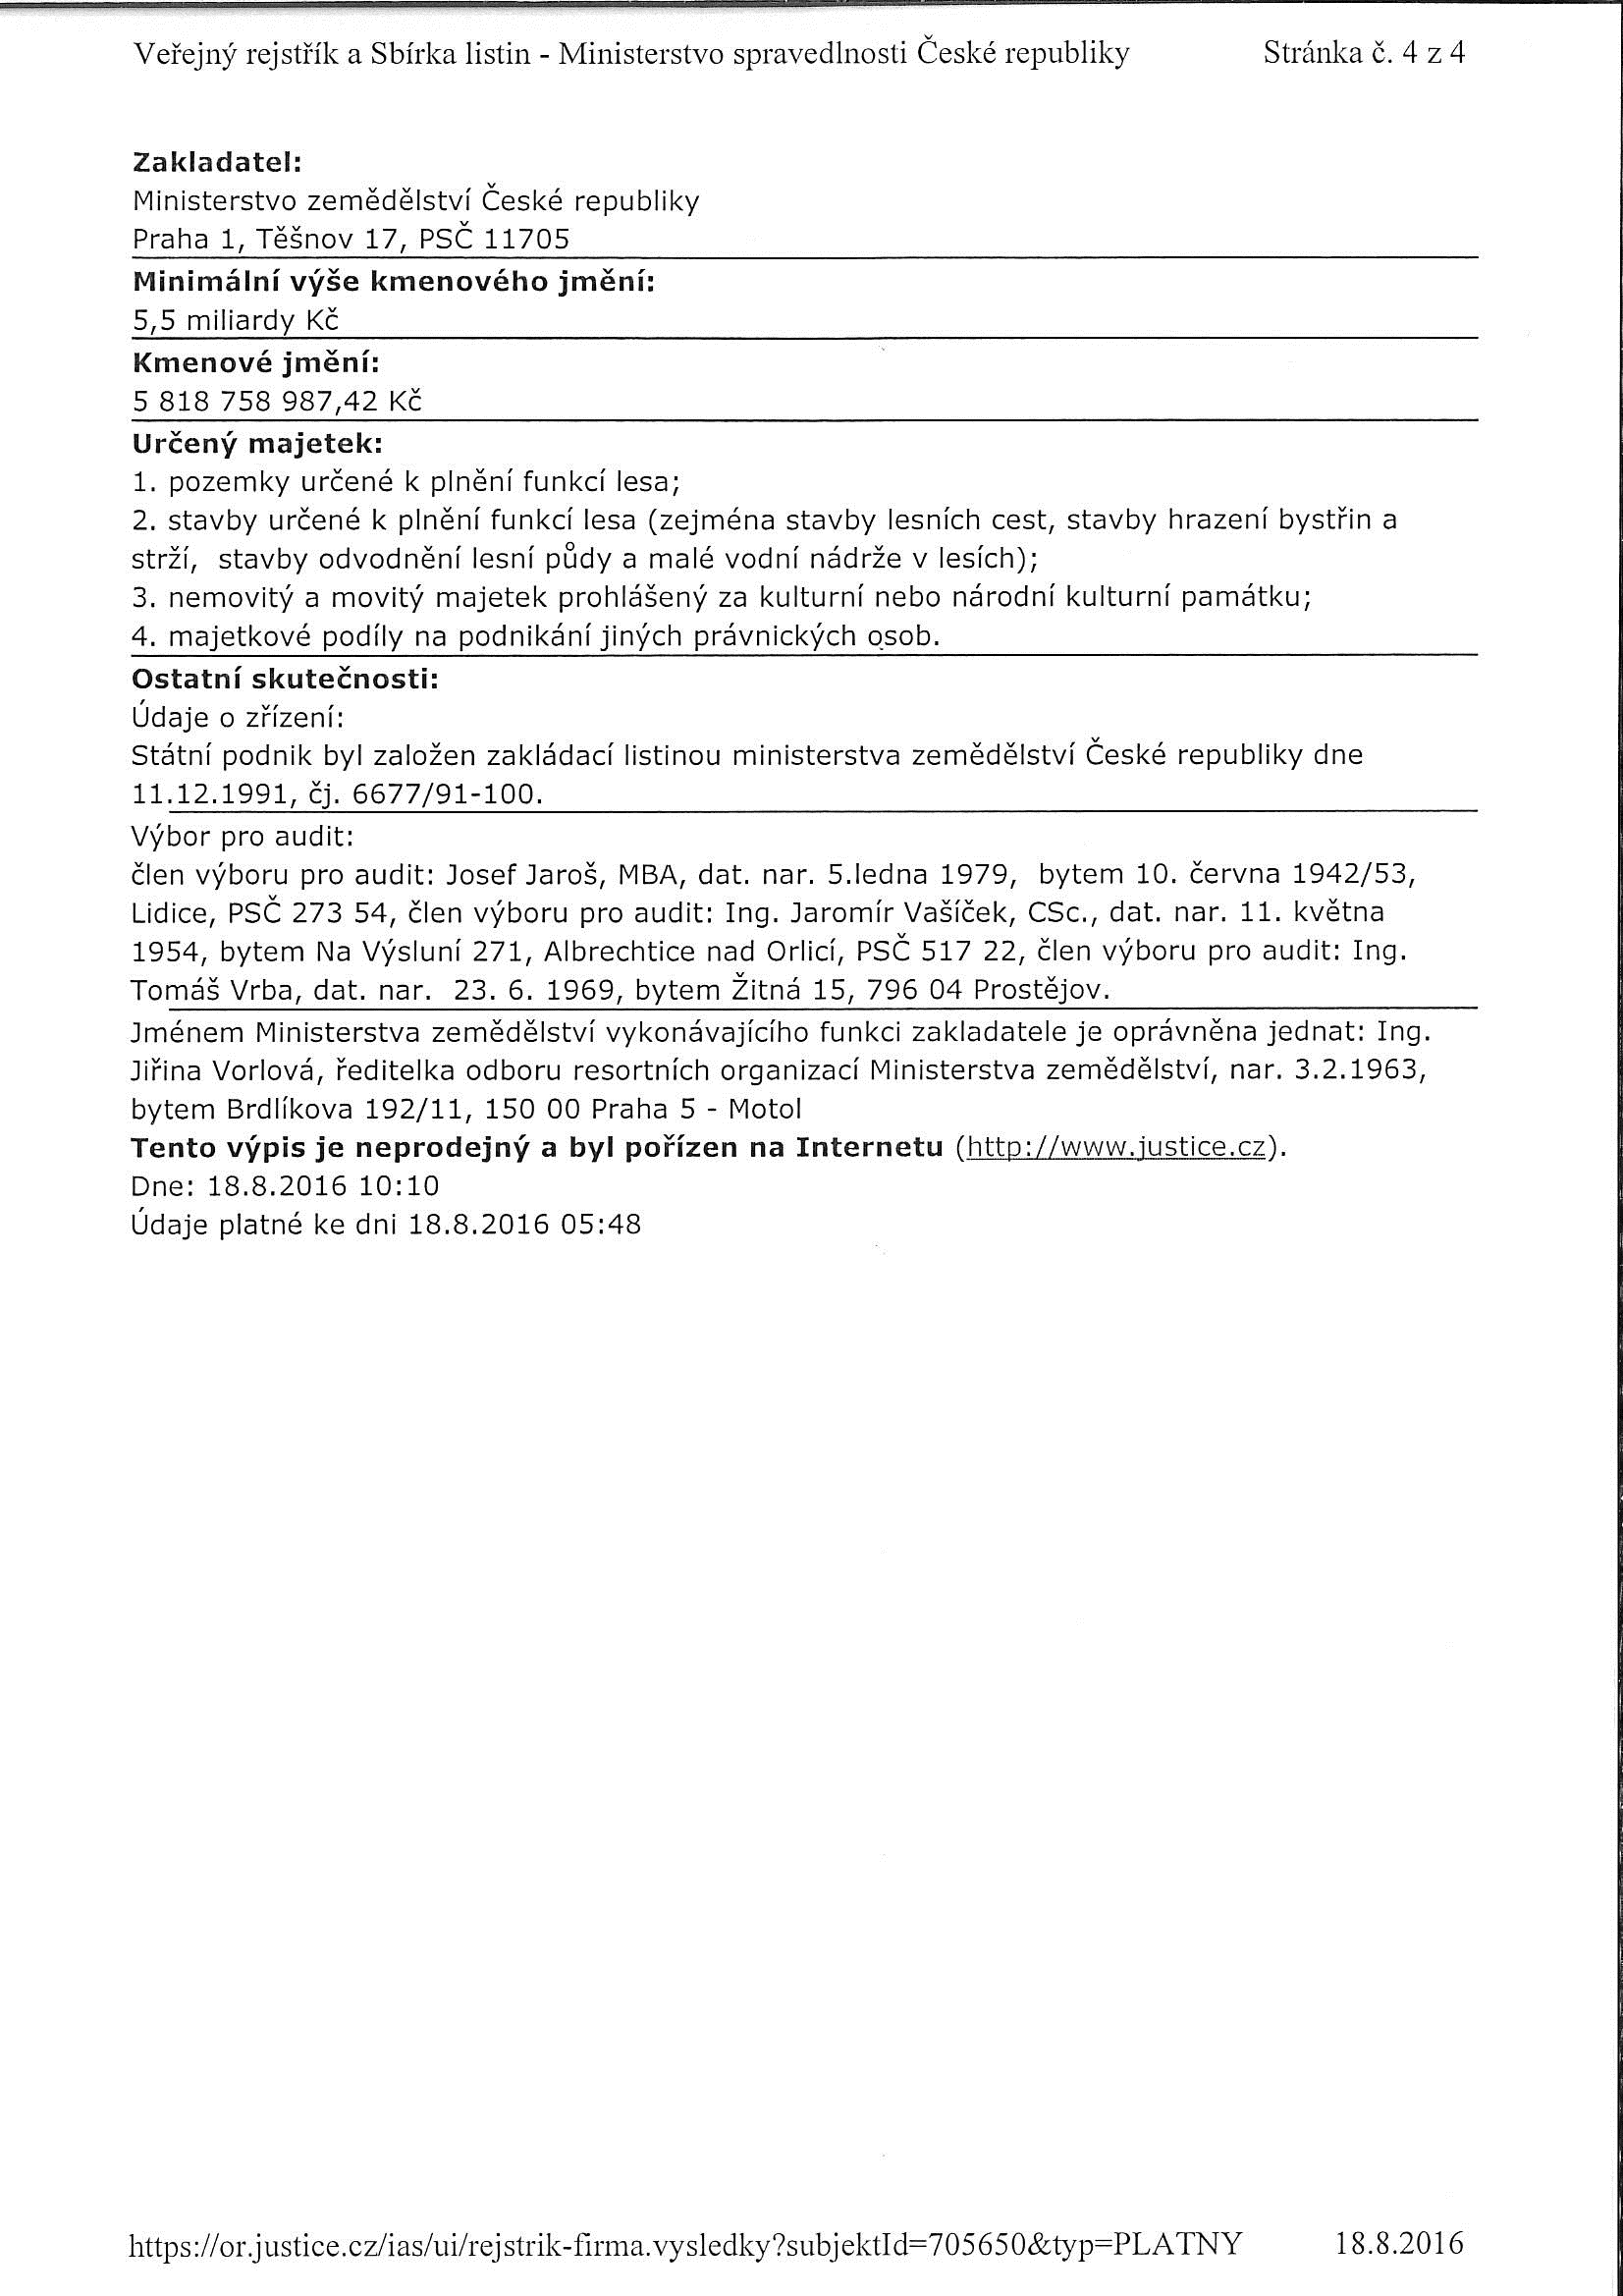 Veřejný rejstřík a Sbírka listin - Ministerstvo spravedlnosti České republiky Stránka č. 4 z 4
Zakladatel:
Ministerstvo zemědělství České republiky
Praha 1, Těšnov 17, PSČ 11705
Minimální výše kmenového jmění:
5,5 miliardy Kč
Kmenové jmění:
5 818 758 987,42 Kč
Určený majetek:
1. pozemky určené k plnění funkcí lesa;
2. stavby určené k plnění funkcí lesa (zejména stavby lesních cest, stavby hrazení bystřin a
strží, stavby odvodnění lesní půdy a malé vodní nádrže v lesích);
3. nemovitý a movitý majetek prohlášený za kulturní nebo národní kulturní památku;
4. majetkové podíly na podnikání jiných právnických osob.
Ostatní skutečnosti:
Údaje o zřízení:
Státní podnik byl založen zakládací listinou ministerstva zemědělství České republiky dne
11.12.1991, čj. 6677/91-100.
Výbor pro audit:
člen výboru pro audit: Josef Jaroš, MBA, dat. nar. 5.ledna 1979, bytem 10. června 1942/53,
Lidice, PSČ 273 54, člen výboru pro audit: Ing. Jaromír Vašíček, CSc., dat. nar. 11. května
1954, bytem Na Výsluní 271, Albrechtice nad Orlicí, PSČ 517 22, člen výboru pro audit: Ing.
Tomáš Vrba, dat. nar. 23. 6. 1969, bytem Žitná 15, 796 04 Prostějov.
Jménem Ministerstva zemědělství vykonávajícího funkci zakladatele je oprávněna jednat: Ing.
Jiřina Vorlová, ředitelka odboru resortních organizací Ministerstva zemědělství, nar. 3.2.1963,
bytem Brdlíkova 192/11, 150 00 Praha 5 - Motol
Tento výpis je neprodejný a byl pořízen na Internetu (http://www.justice.cz).
Dne: 18.8.2016 10:10
Údaje platné ke dni 18.8.2016 05:48
https://or.justice.cz/ias/ui/rejstrik-firma.vysledky?subjektId=705650&typ=PLATNY 18.8.2016